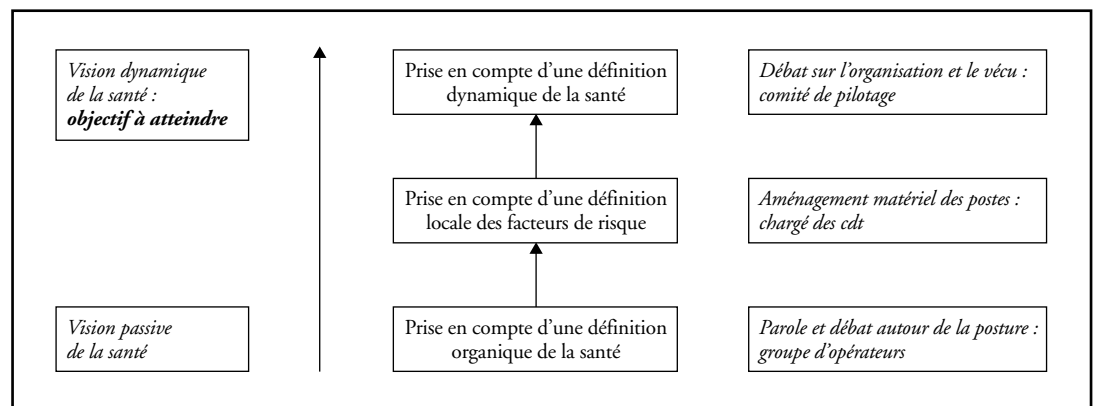 Vision dynamique
de la santé :
objectif à atteindre
Prise en compte d’une définition
dynamique de la santé
Débat sur l’organisation et le vécu :
comité de pilotage
Prise en compte d’une définition
locale des facteurs de risque
Aménagement matériel des postes :
chargé des cdt
Vision passive
de la santé
Prise en compte d’une définition
organique de la santé
Parole et débat autour de la posture :
groupe d’opérateurs